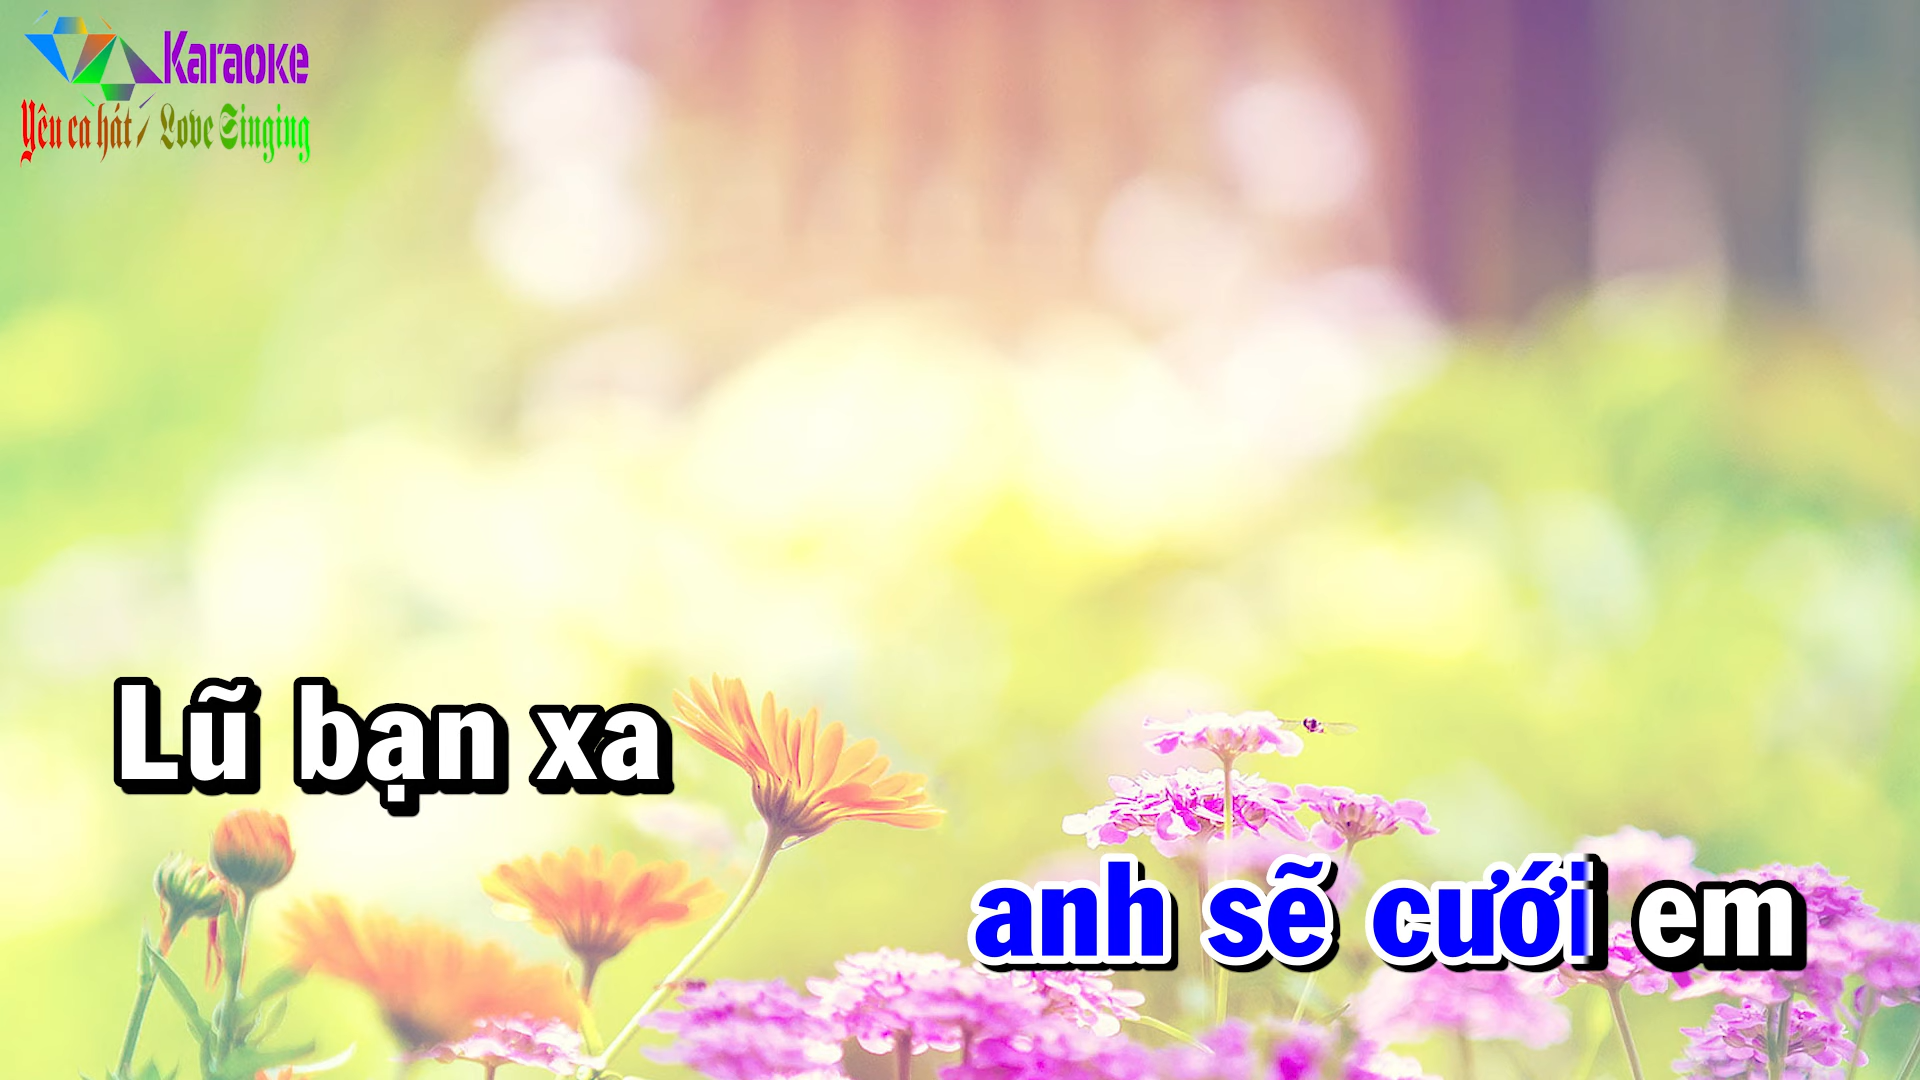 Karaoke
Yêu ca hát / Love Singing
Lũ bạn xa
anh sẽ cưới em